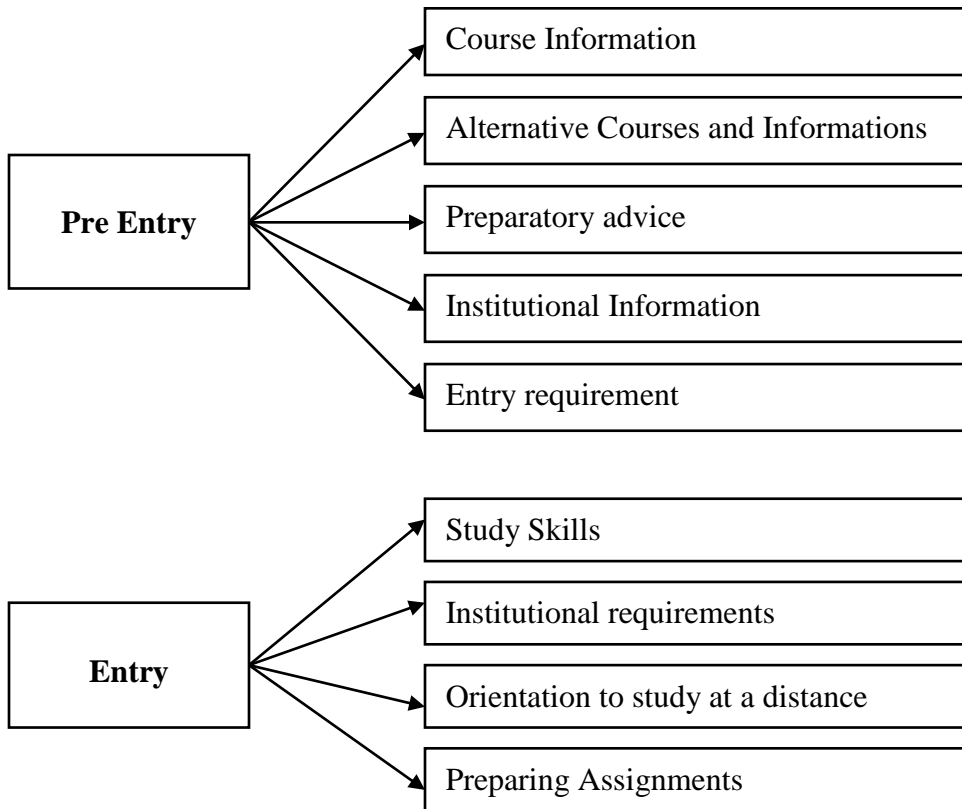 Pre Entry
Course Information
Alternative Courses and Informations
Preparatory advice
Institutional Information
Entry requirement
Entry
Study Skills
Institutional requirements
Orientation to study at a distance
Preparing Assignments